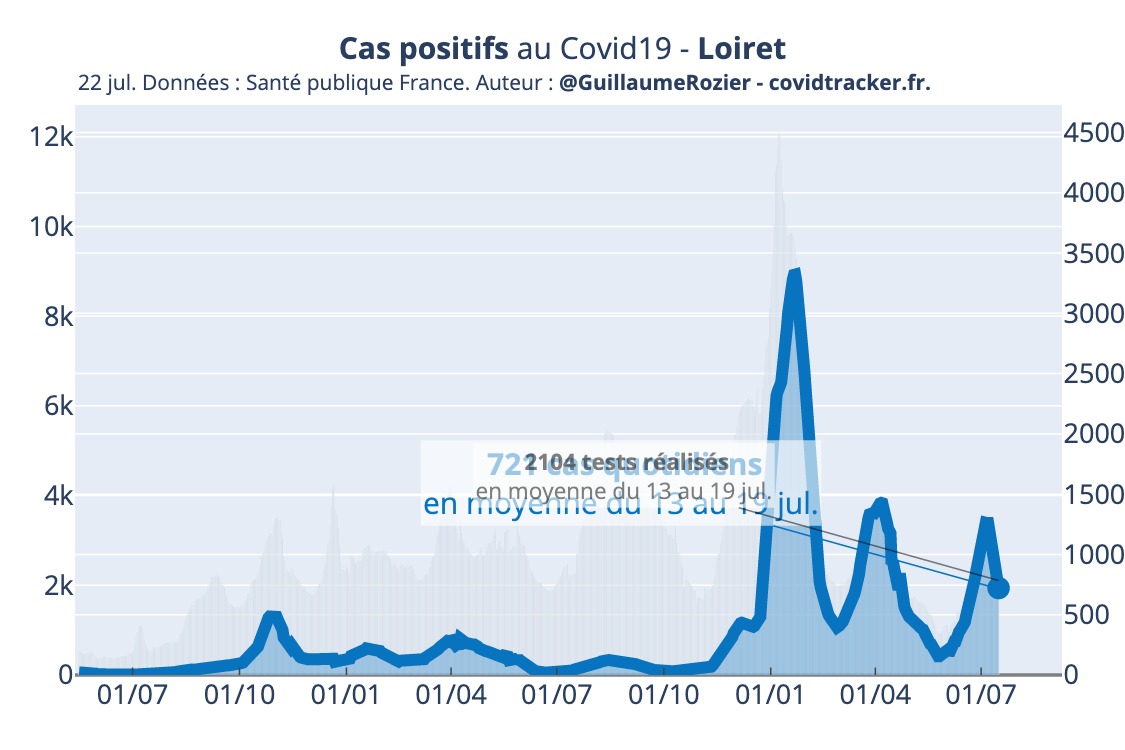 Cas positifs au Covid19 - Loiret
22 jul. Données : Santé publique France. Auteur : @GuillaumeRozier - covidtracker.fr.
12k
10k
8k
6k
4k
2k
0
4500
4000
3500
3000
2500
2000
1500
1000
500
0
721 cas quotidiens
en moyenne du 13 au 19 jul.
2104 tests réalisés
en moyenne du 13 au 19 jul.
01/07 01/10 01/01 01/04 01/07 01/10 01/01 01/04 01/07